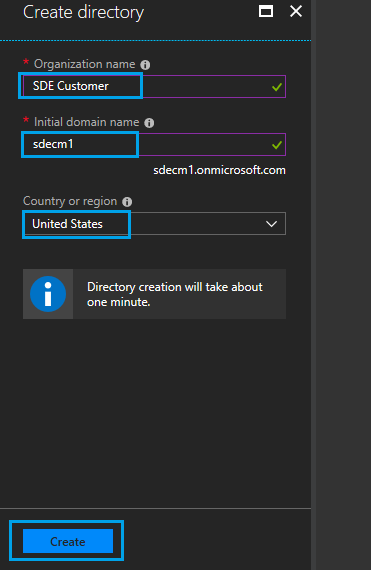 Create directory
* Organization name
SDE Customer
* Initial domain name
sdecm1
sdecm1.onmicrosoft.com
Country or region
United States
Directory creation will take about
one minute.
Create